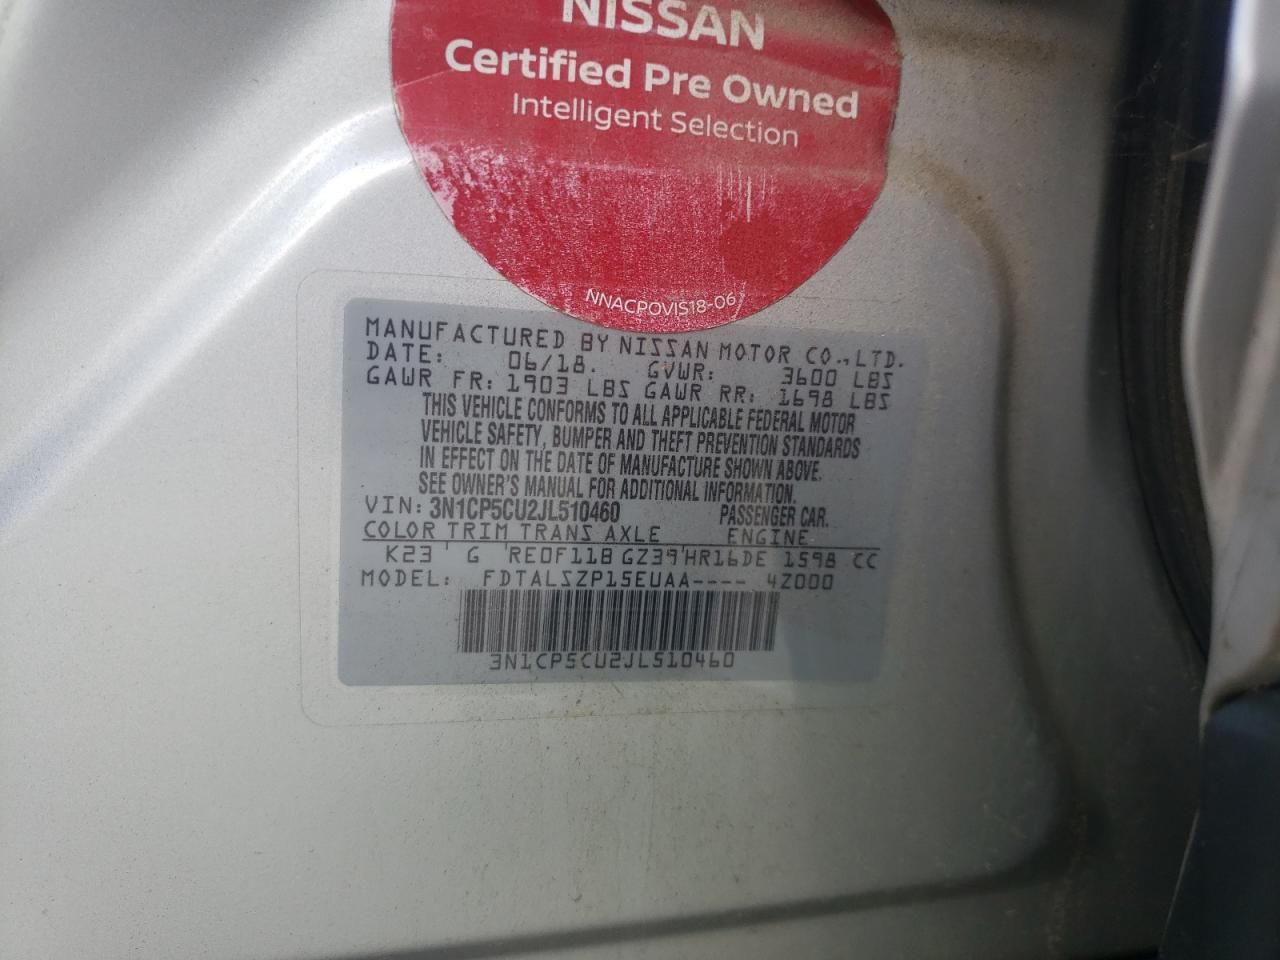 NISSAN
Certified Pre Owned
Intelligent Selection
NNACPOVIS18-06
MANUFACTURED BY NISSAN MOTOR CO.,LTD.
DATE: 06/18. GVWR: 3600 LBS
GAWR FR: 1903 LBS GAWR RR: 1698 LBS
THIS VEHICLE CONFORMS TO ALL APPLICABLE FEDERAL MOTOR
VEHICLE SAFETY, BUMPER AND THEFT PREVENTION STANDARDS
IN EFFECT ON THE DATE OF MANUFACTURE SHOWN ABOVE.
SEE OWNER'S MANUAL FOR ADDITIONAL INFORMATION.
VIN: 3N1CP5CU2JL510460 PASSENGER CAR.
COLOR TRIM TRANS AXLE ENGINE
K23 ' G 'RE0F11B GZ39'HR16DE 1598 CC
MODEL: FDTALSZP15EUAA---- 4Z000
3N1CP5CU2JL510460